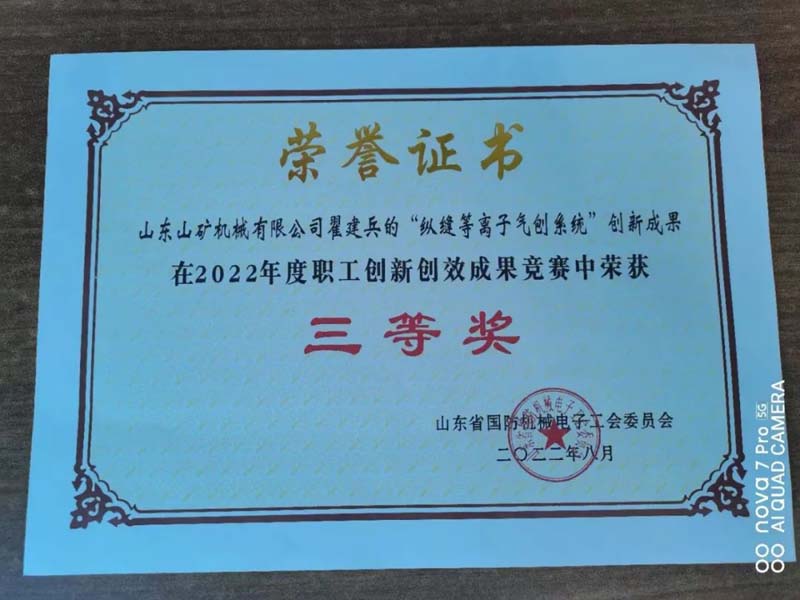 荣誉证书
山东山矿机械有限公司翟建兵的“纵缝等离子气刨系统”创新成果
在2022年度职工创新创效成果竞赛中荣获
三等奖
山东省国防机械电子工会委员会
二〇二二年八月
nova 7 Pro 5G
AI QUAD CAMERA